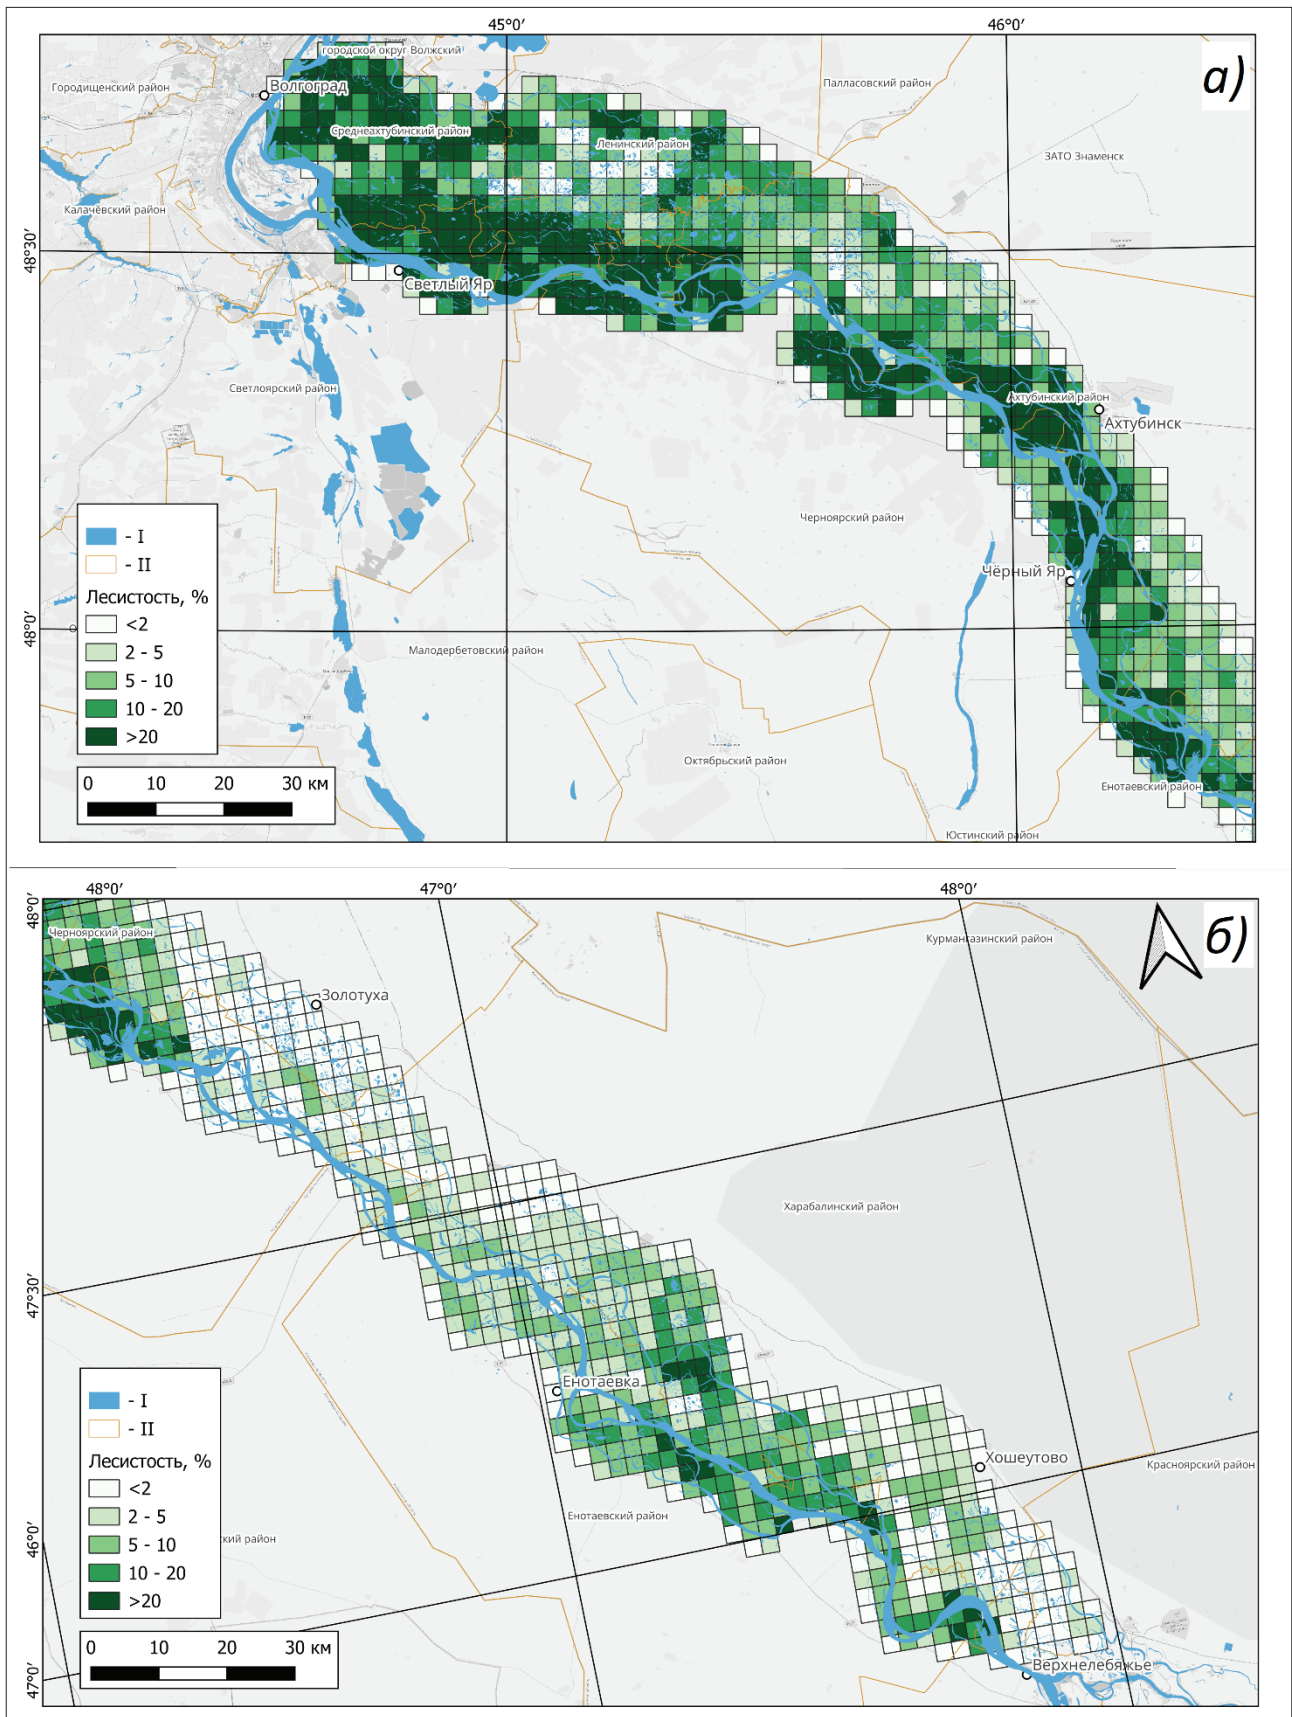 45°0′
46°0′
городской округ Волжский
а)
Городищенский район
Волгоград
Палласовский район
Среднеахтубинский район
Ленинский район
ЗАТО Знаменск
Калачёвский район
48°30′
Светлый Яр
Светлоярский район
Ахтубинский район
Ахтубинск
Черноярский район
Чёрный Яр
- I
- II
Лесистость, %
<2
2 - 5
5 - 10
10 - 20
>20
48°0′
Малодербетовский район
Октябрьский район
Енотаевский район
Юстинский район
0 10 20 30 км
48°0′
47°0′
48°0′
48°0′
Черноярский район
Курмангазинский район
б)
Золотуха
Харабалинский район
47°30′
Енотаевка
Хошеутово
Красноярский район
Енотаевский район
- I
- II
Лесистость, %
<2
2 - 5
5 - 10
10 - 20
>20
46°0′
ский район
0 10 20 30 км
47°0′
Верхнелебяжье